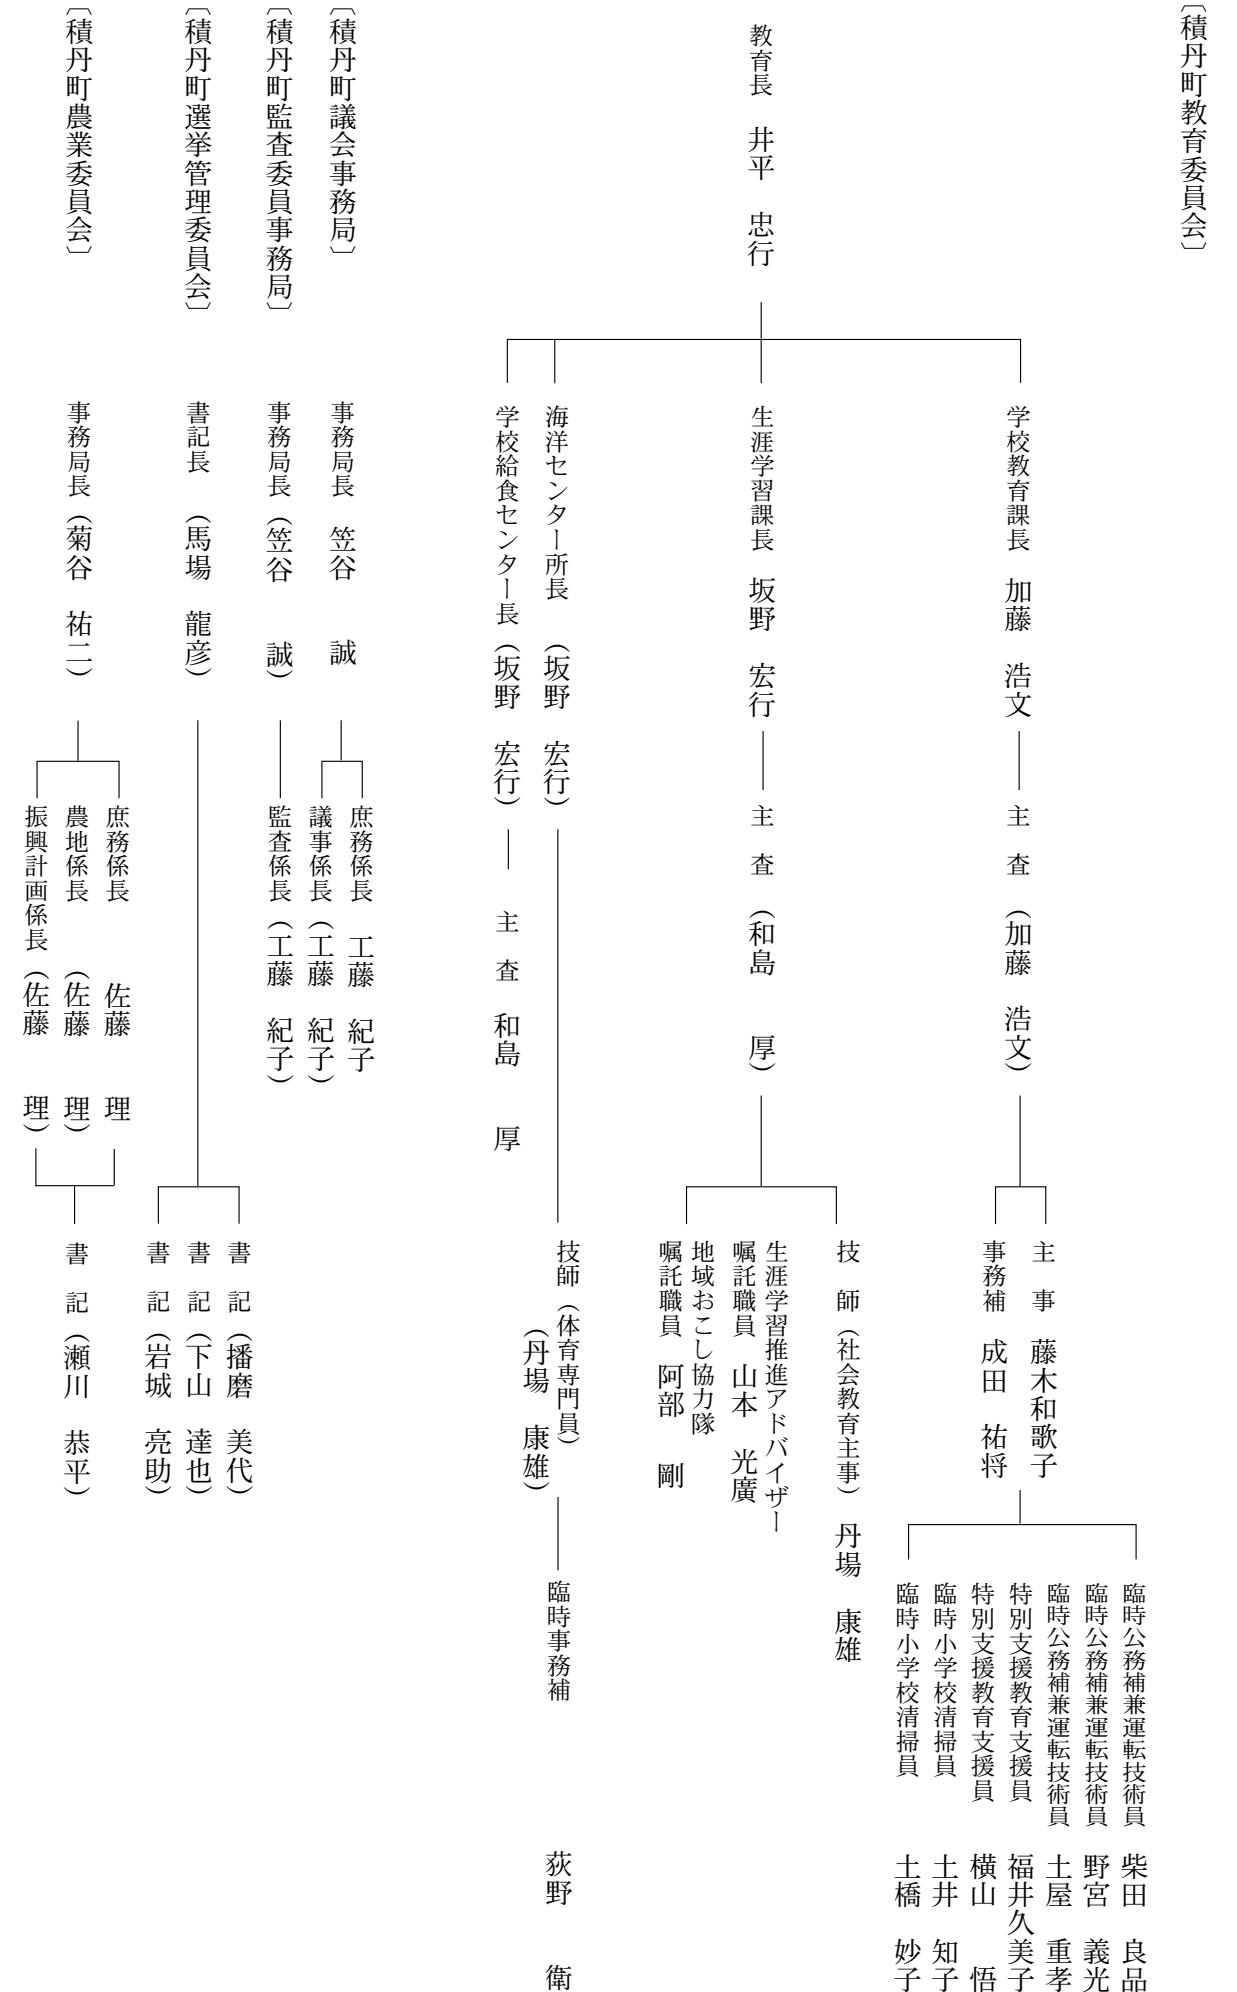 〔積丹町教育委員会〕
教育長 井平 忠行
学校教育課長 加藤 浩文
主査 (加藤 浩文)
主事 藤木和歌子
事務補 成田 祐将
臨時公務補兼運転技術員 柴田 良品
臨時公務補兼運転技術員 野宮 義光
臨時公務補兼運転技術員 土屋 重孝
特別支援教育支援員 福井久美子
特別支援教育支援員 横山 悟
臨時小学校清掃員 土井 知子
臨時小学校清掃員 土橋 妙子
生涯学習課長 坂野 宏行
主査 (和島 厚)
技師(社会教育主事) 丹場 康雄
生涯学習推進アドバイザー
嘱託職員 山本 光廣
地域おこし協力隊
嘱託職員 阿部 剛
海洋センター所長 (坂野 宏行)
技師(体育専門員)
(丹場 康雄)
臨時事務補 荻野 衛
学校給食センター長 (坂野 宏行)
主査 和島 厚
〔積丹町議会事務局〕
事務局長 笠谷 誠
庶務係長 工藤 紀子
議事係長 (工藤 紀子)
〔積丹町監査委員事務局〕
事務局長 (笠谷 誠)
監査係長 (工藤 紀子)
〔積丹町選挙管理委員会〕
書記長 (馬場 龍彦)
書記 (播磨 美代)
書記 (下山 達也)
書記 (岩城 亮助)
〔積丹町農業委員会〕
事務局長 (菊谷 祐二)
庶務係長 佐藤 理
農地係長 (佐藤 理)
振興計画係長 (佐藤 理)
書記 (瀬川 恭平)